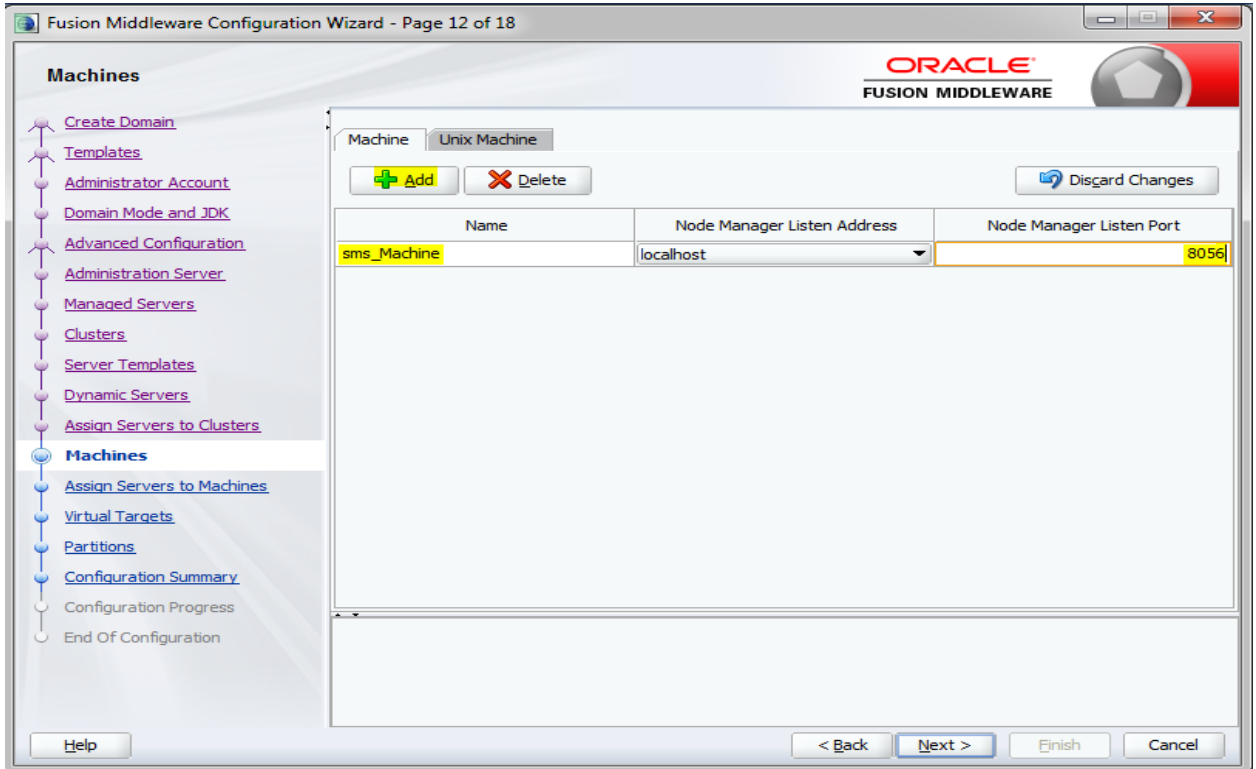 Fusion Middleware Configuration Wizard - Page 12 of 18
Machines
ORACLE
FUSION MIDDLEWARE
Create Domain
Templates
Administrator Account
Domain Mode and JDK
Advanced Configuration
Administration Server
Managed Servers
Clusters
Server Templates
Dynamic Servers
Assign Servers to Clusters
Machines
Assign Servers to Machines
Virtual Targets
Partitions
Configuration Summary
Configuration Progress
End Of Configuration
Machine Unix Machine
Add Delete Discard Changes
Name Node Manager Listen Address Node Manager Listen Port
sms_Machine localhost 8056
Help < Back Next > Finish Cancel